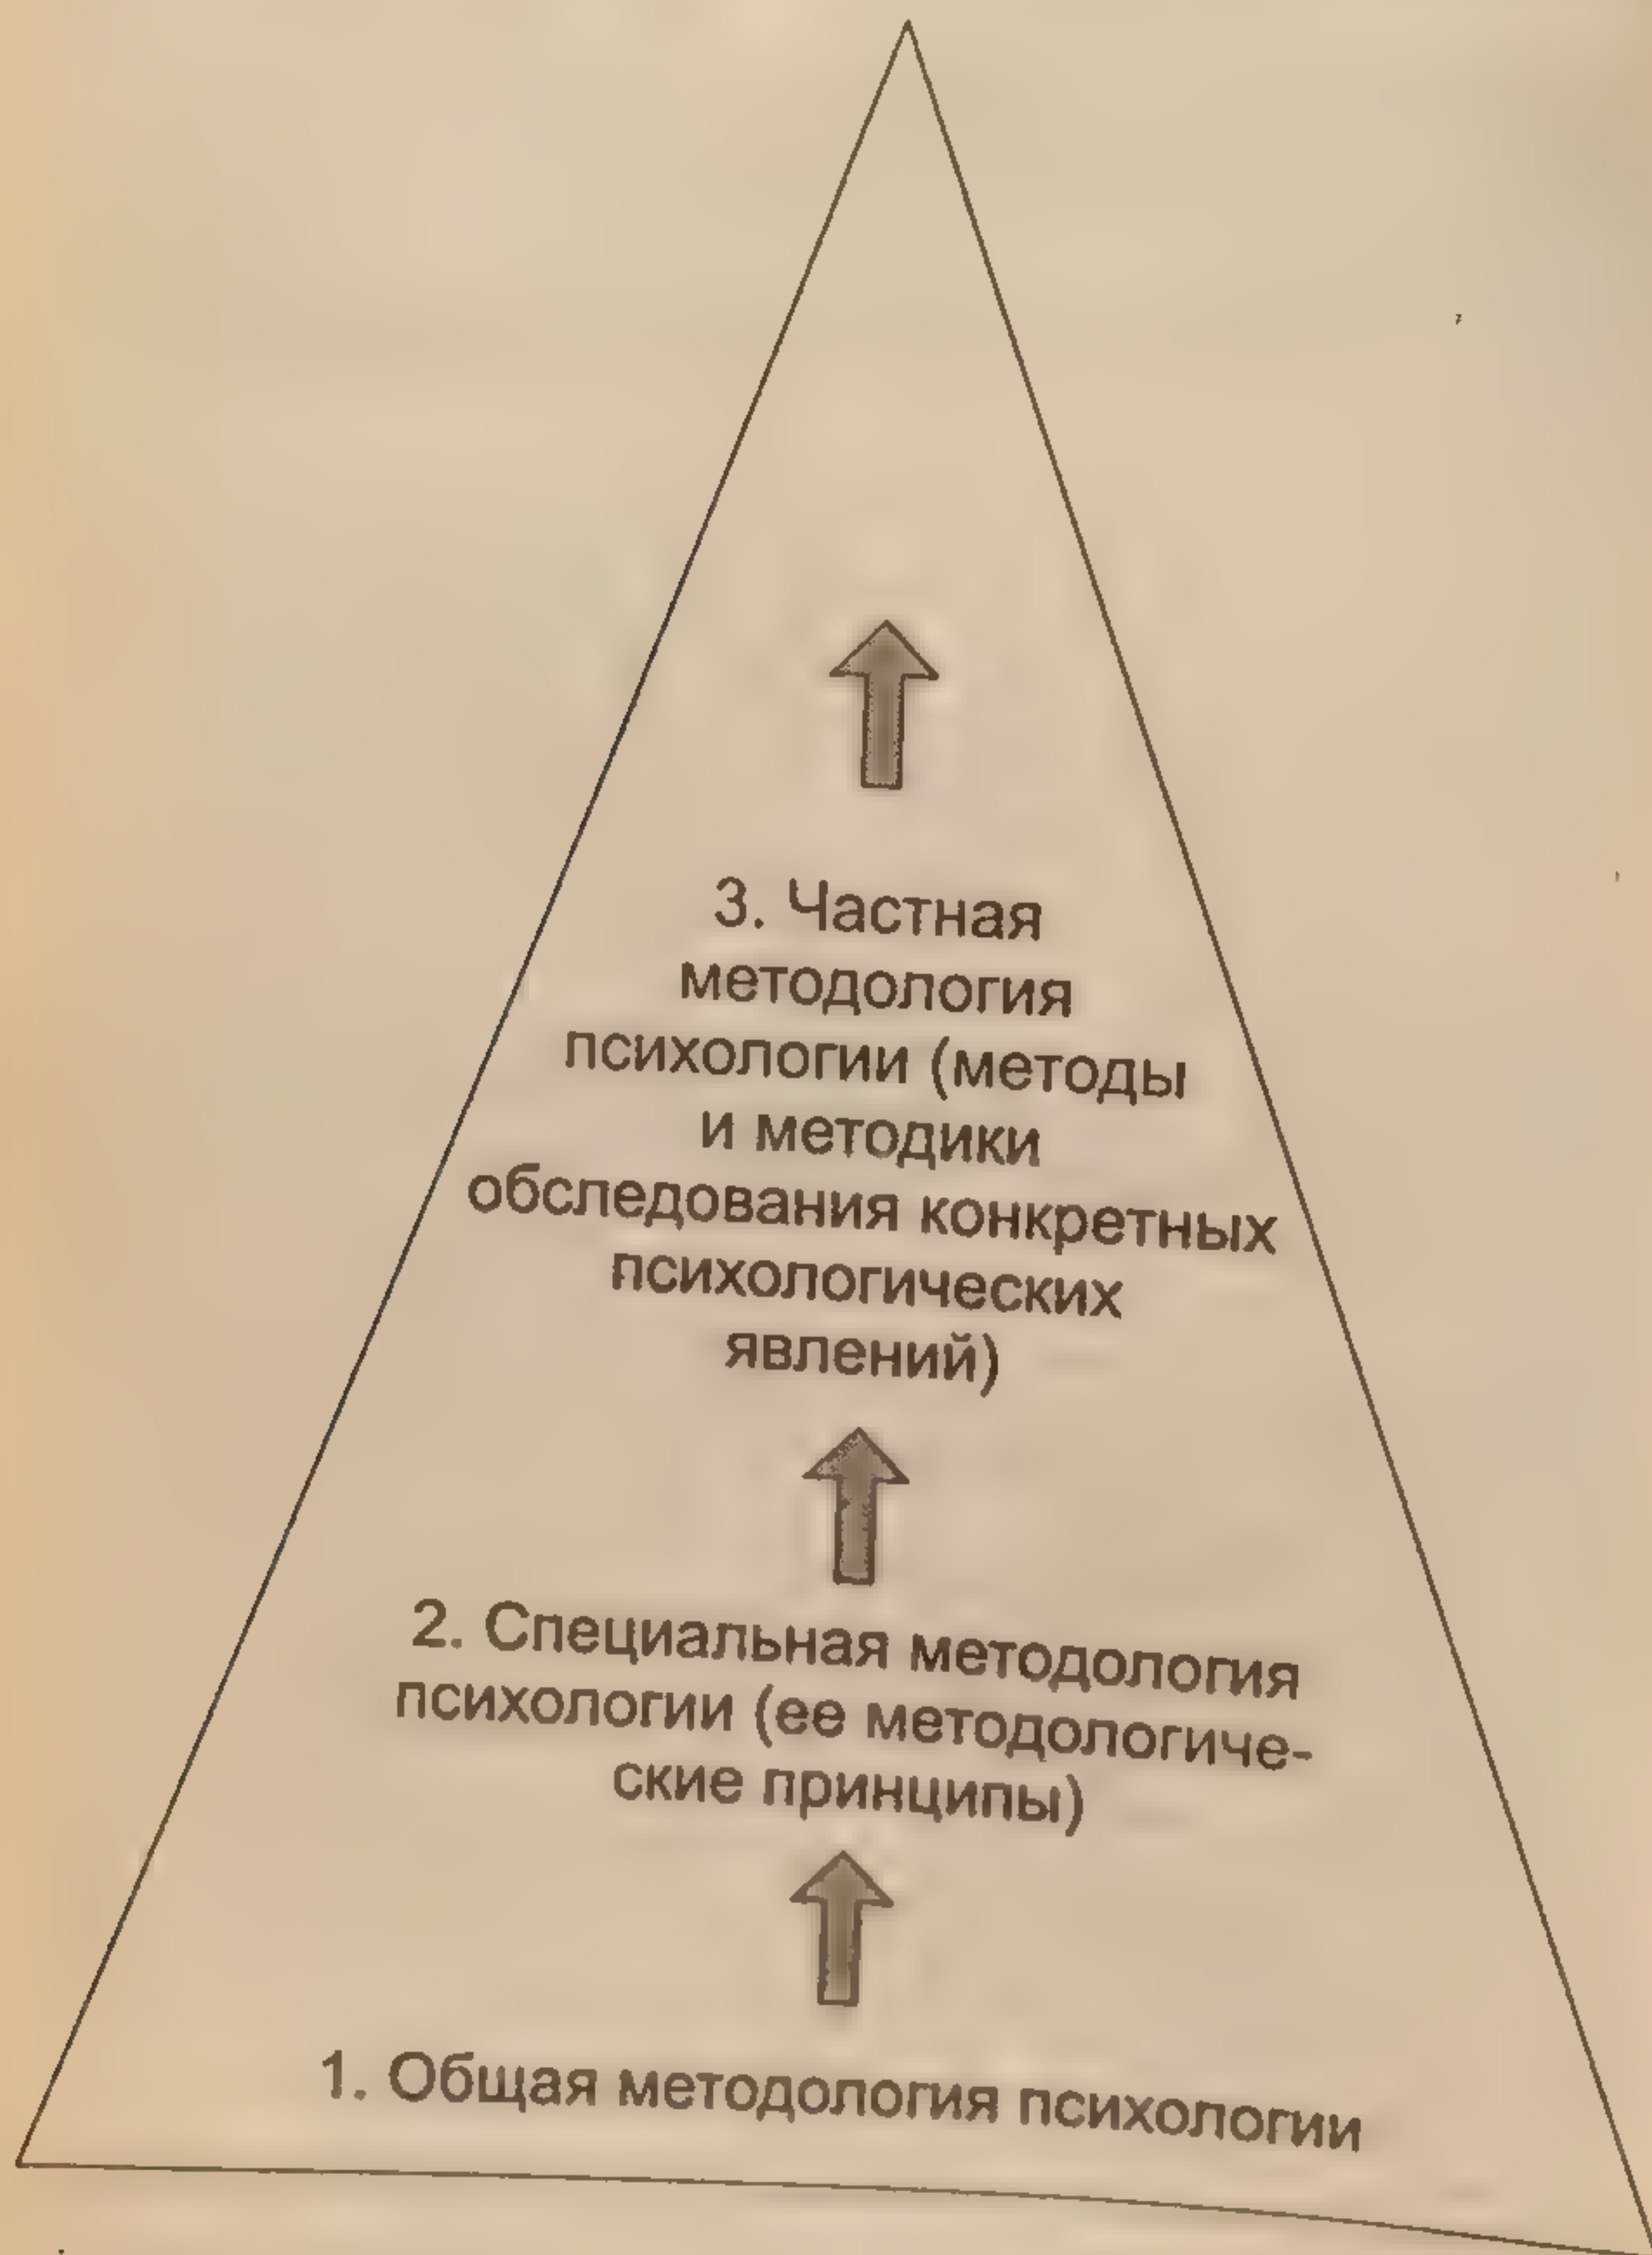 3. Частная
методология
психологии (методы
и методики
обследования конкретных
психологических
явлений)
2. Специальная методология
психологии (ее методологиче-
ские принципы)
1. Общая методология психологии